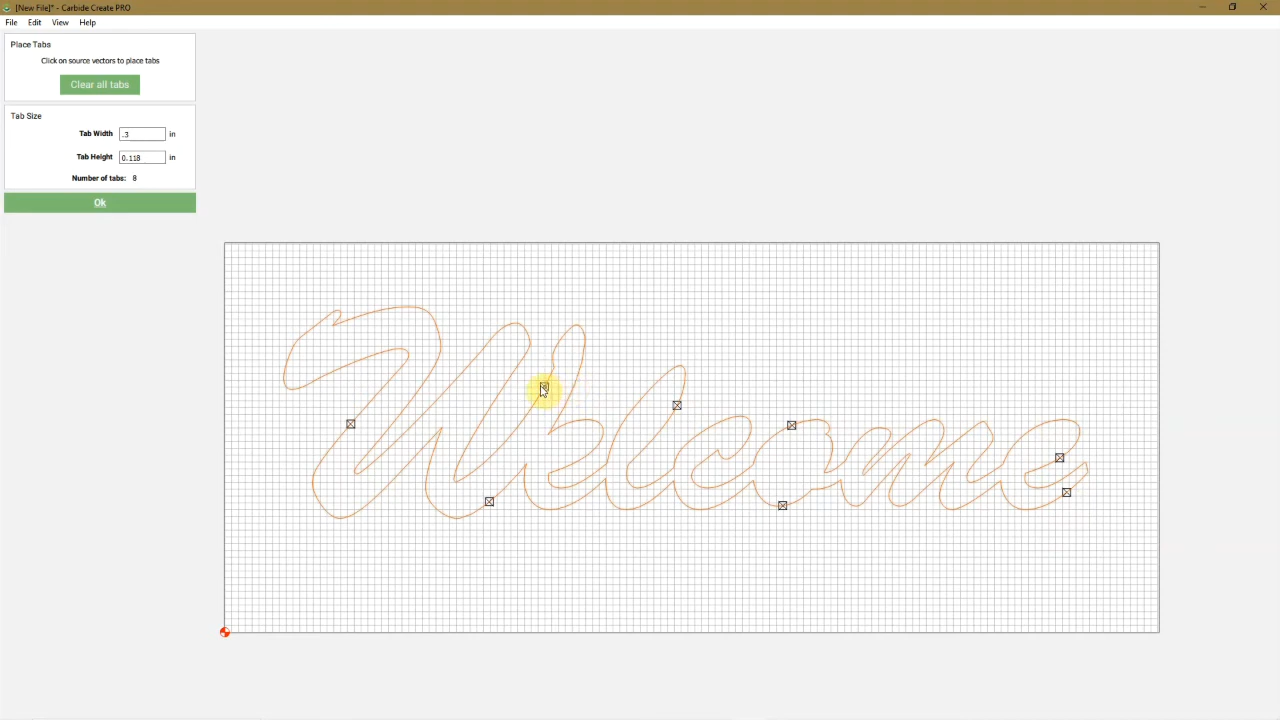 [New File]* - Carbide Create PRO
File Edit View Help
Place Tabs
Click on source vectors to place tabs
Clear all tabs
Tab Size
Tab Width .3 in
Tab Height 0.118 in
Number of tabs: 8
Ok
Welcome